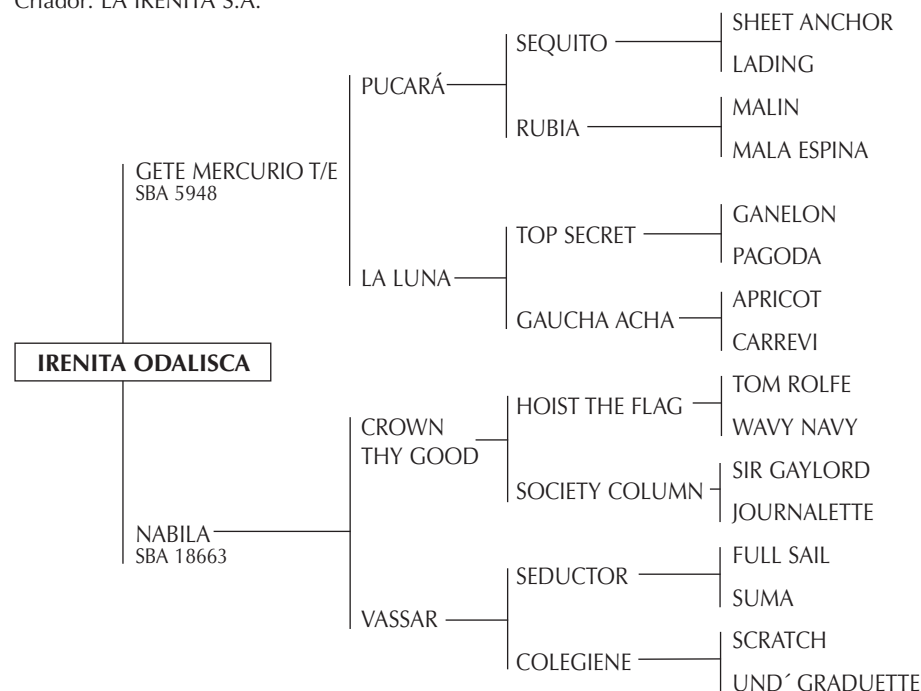 Criador: LA IRENITA S.A.
SHEET ANCHOR
SEQUITO
LADING
PUCARÁ
MALIN
RUBIA
MALA ESPINA
GETE MERCURIO T/E
SBA 5948
GANELON
TOP SECRET
PAGODA
LA LUNA
APRICOT
GAUCHA ACHA
CARREVI
IRENITA ODALISCA
TOM ROLFE
HOIST THE FLAG
WAVY NAVY
CROWN
THY GOOD
SIR GAYLORD
SOCIETY COLUMN
JOURNALETTE
NABILA
SBA 18663
FULL SAIL
SEDUCTOR
SUMA
VASSAR
SCRATCH
COLEGIENE
UND´ GRADUETTE